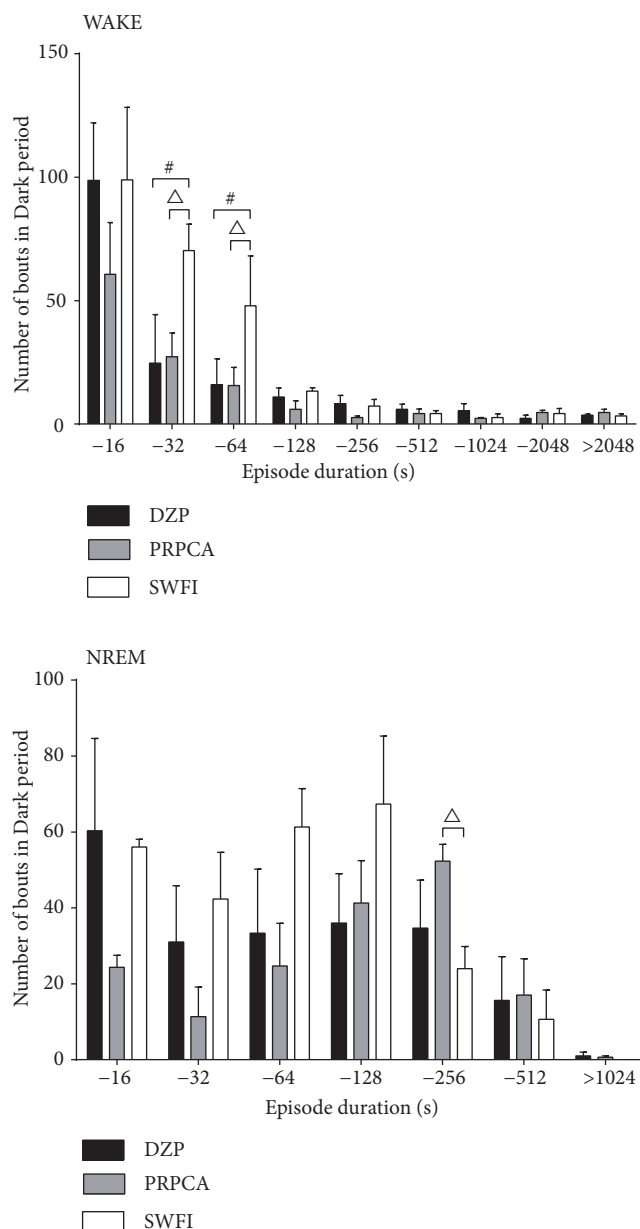 WAKE
Number of bouts in Dark period
150
100
50
0
#
△
#
△
−16 −32 −64 −128 −256 −512 −1024 −2048 >2048
Episode duration (s)
DZP
PRPCA
SWFI
NREM
Number of bouts in Dark period
100
80
60
40
20
0
△
−16 −32 −64 −128 −256 −512 >1024
Episode duration (s)
DZP
PRPCA
SWFI